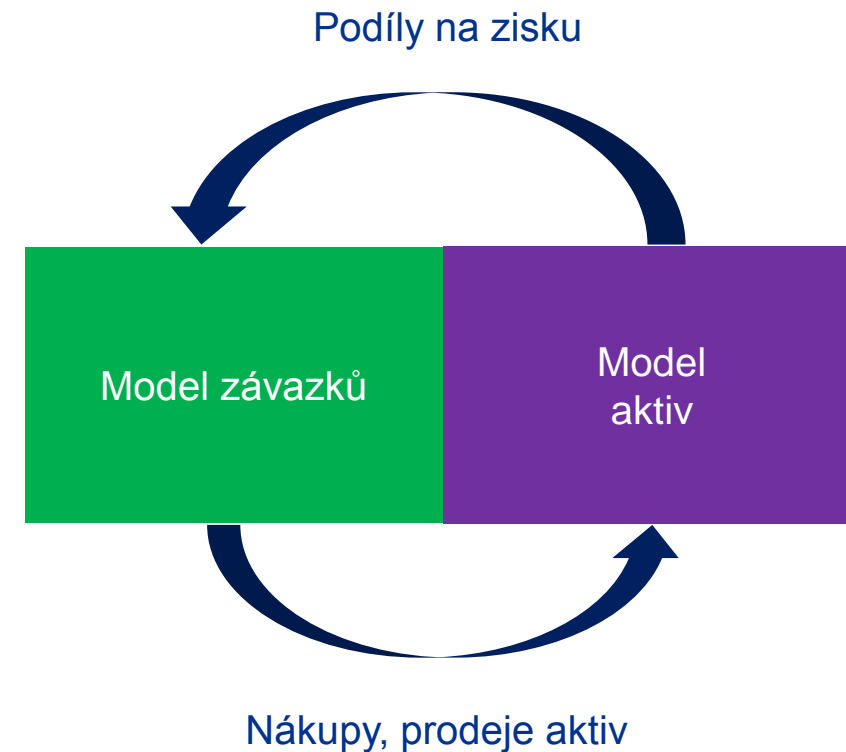 Podíly na zisku
Model závazků
Model
aktiv
Nákupy, prodeje aktiv